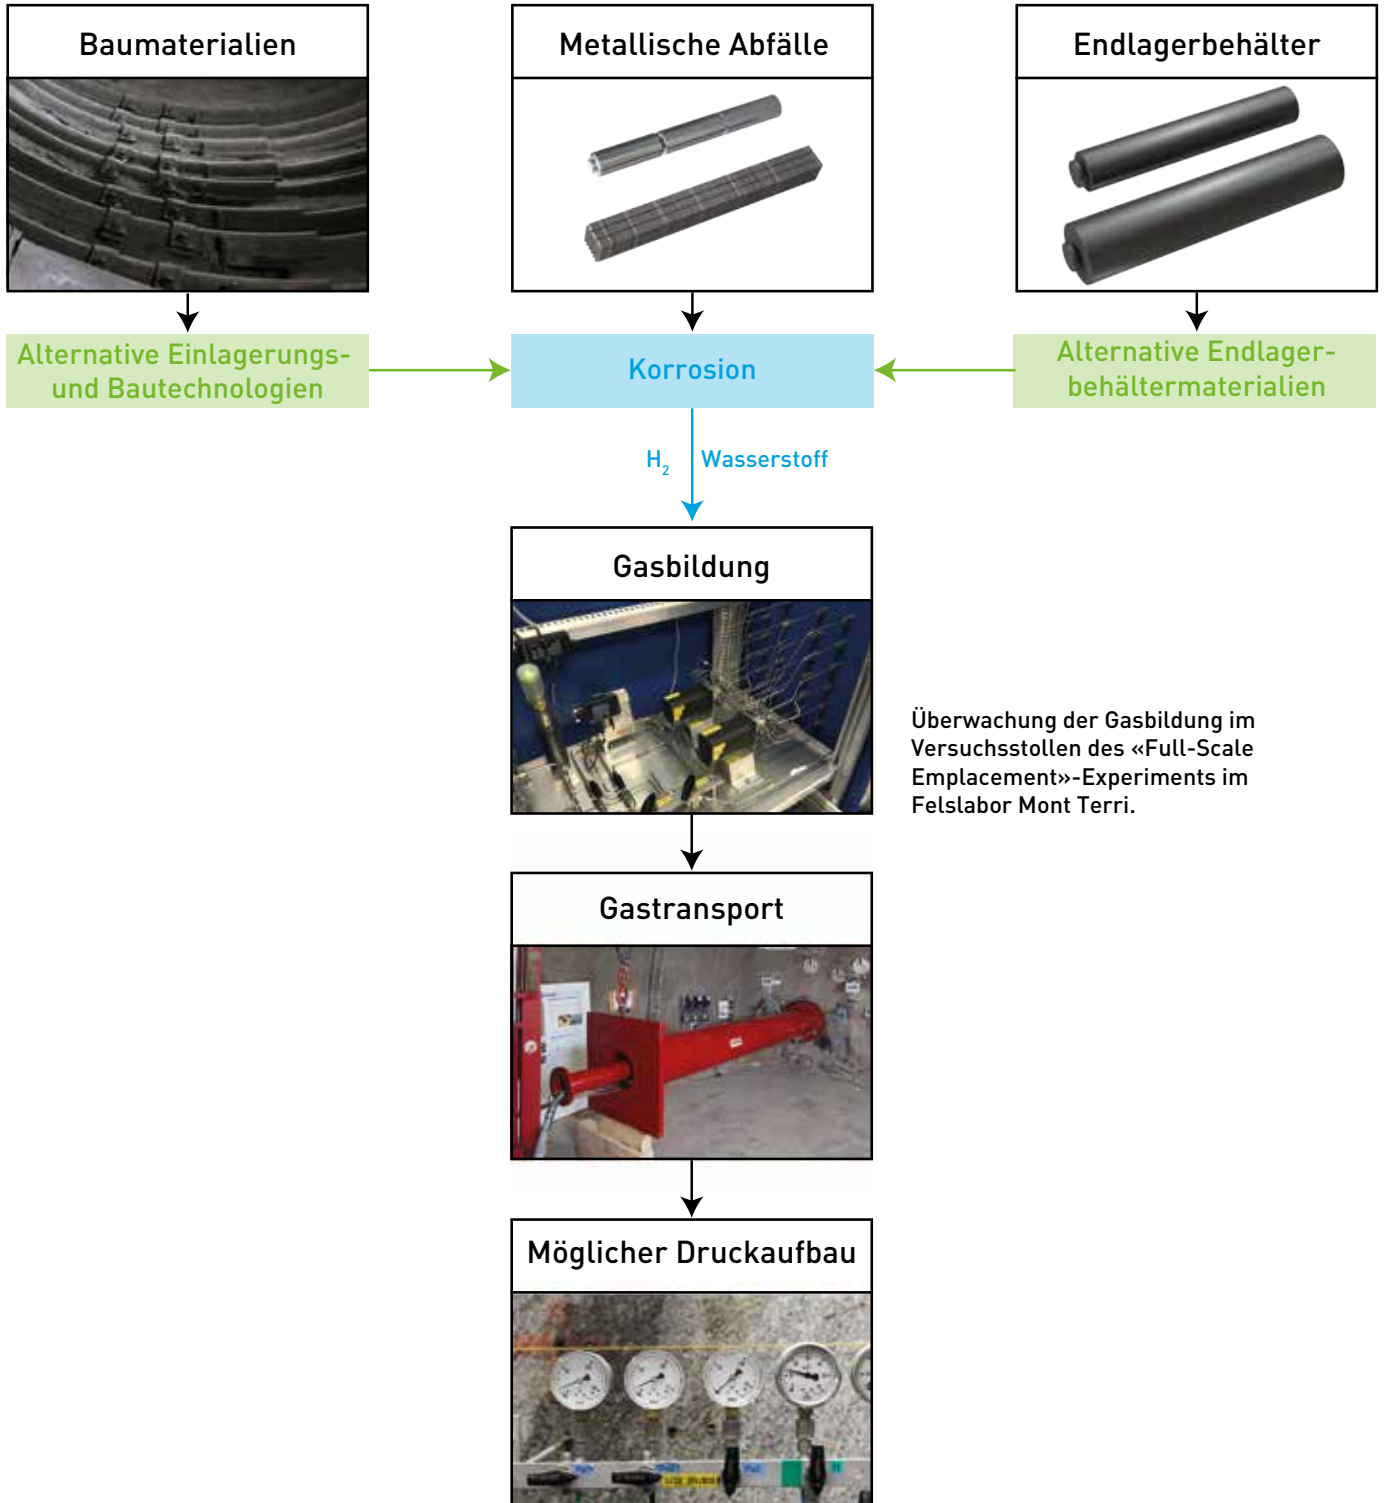 Baumaterialien
Metallische Abfälle
Endlagerbehälter
Alternative Einlagerungs-
und Bautechnologien
Korrosion
Alternative Endlager-
behältermaterialien
H₂ Wasserstoff
Gasbildung
Überwachung der Gasbildung im
Versuchsstollen des «Full-Scale
Emplacement»-Experiments im
Felslabor Mont Terri.
Gastransport
Möglicher Druckaufbau